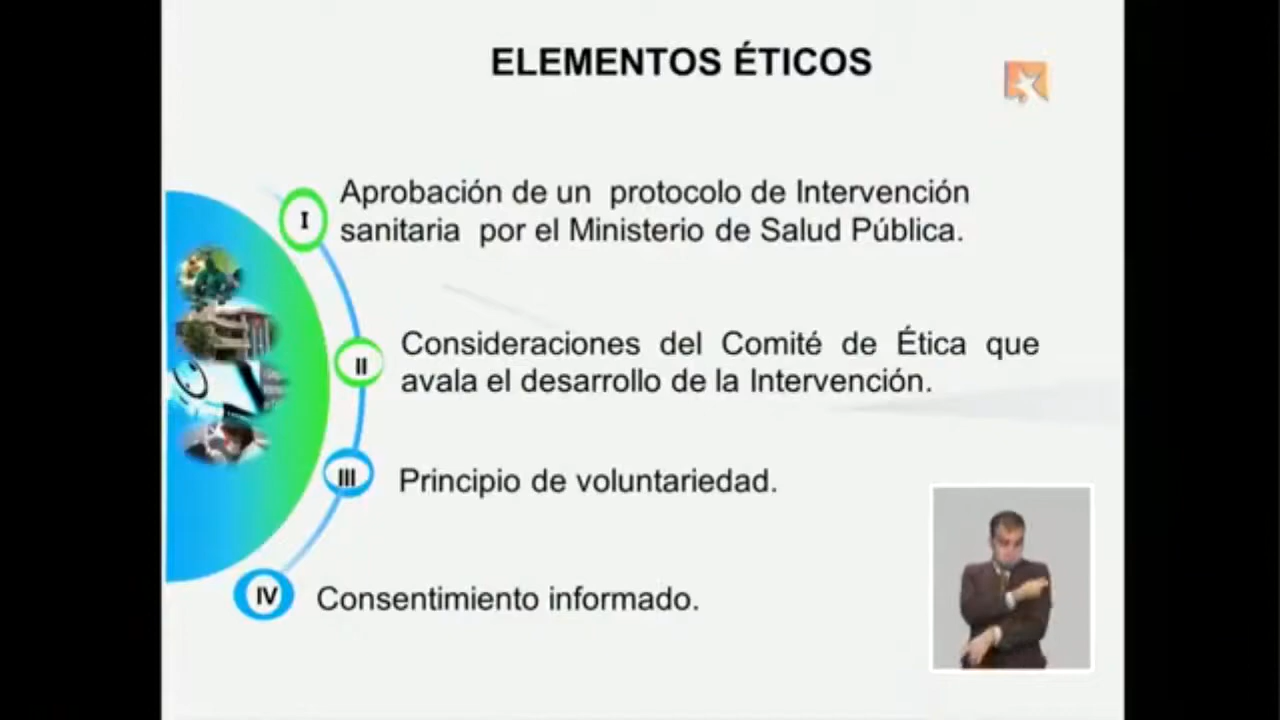 ELEMENTOS ÉTICOS
I
Aprobación de un protocolo de Intervención
sanitaria por el Ministerio de Salud Pública.
II
Consideraciones del Comité de Ética que
avala el desarrollo de la Intervención.
III
Principio de voluntariedad.
IV
Consentimiento informado.